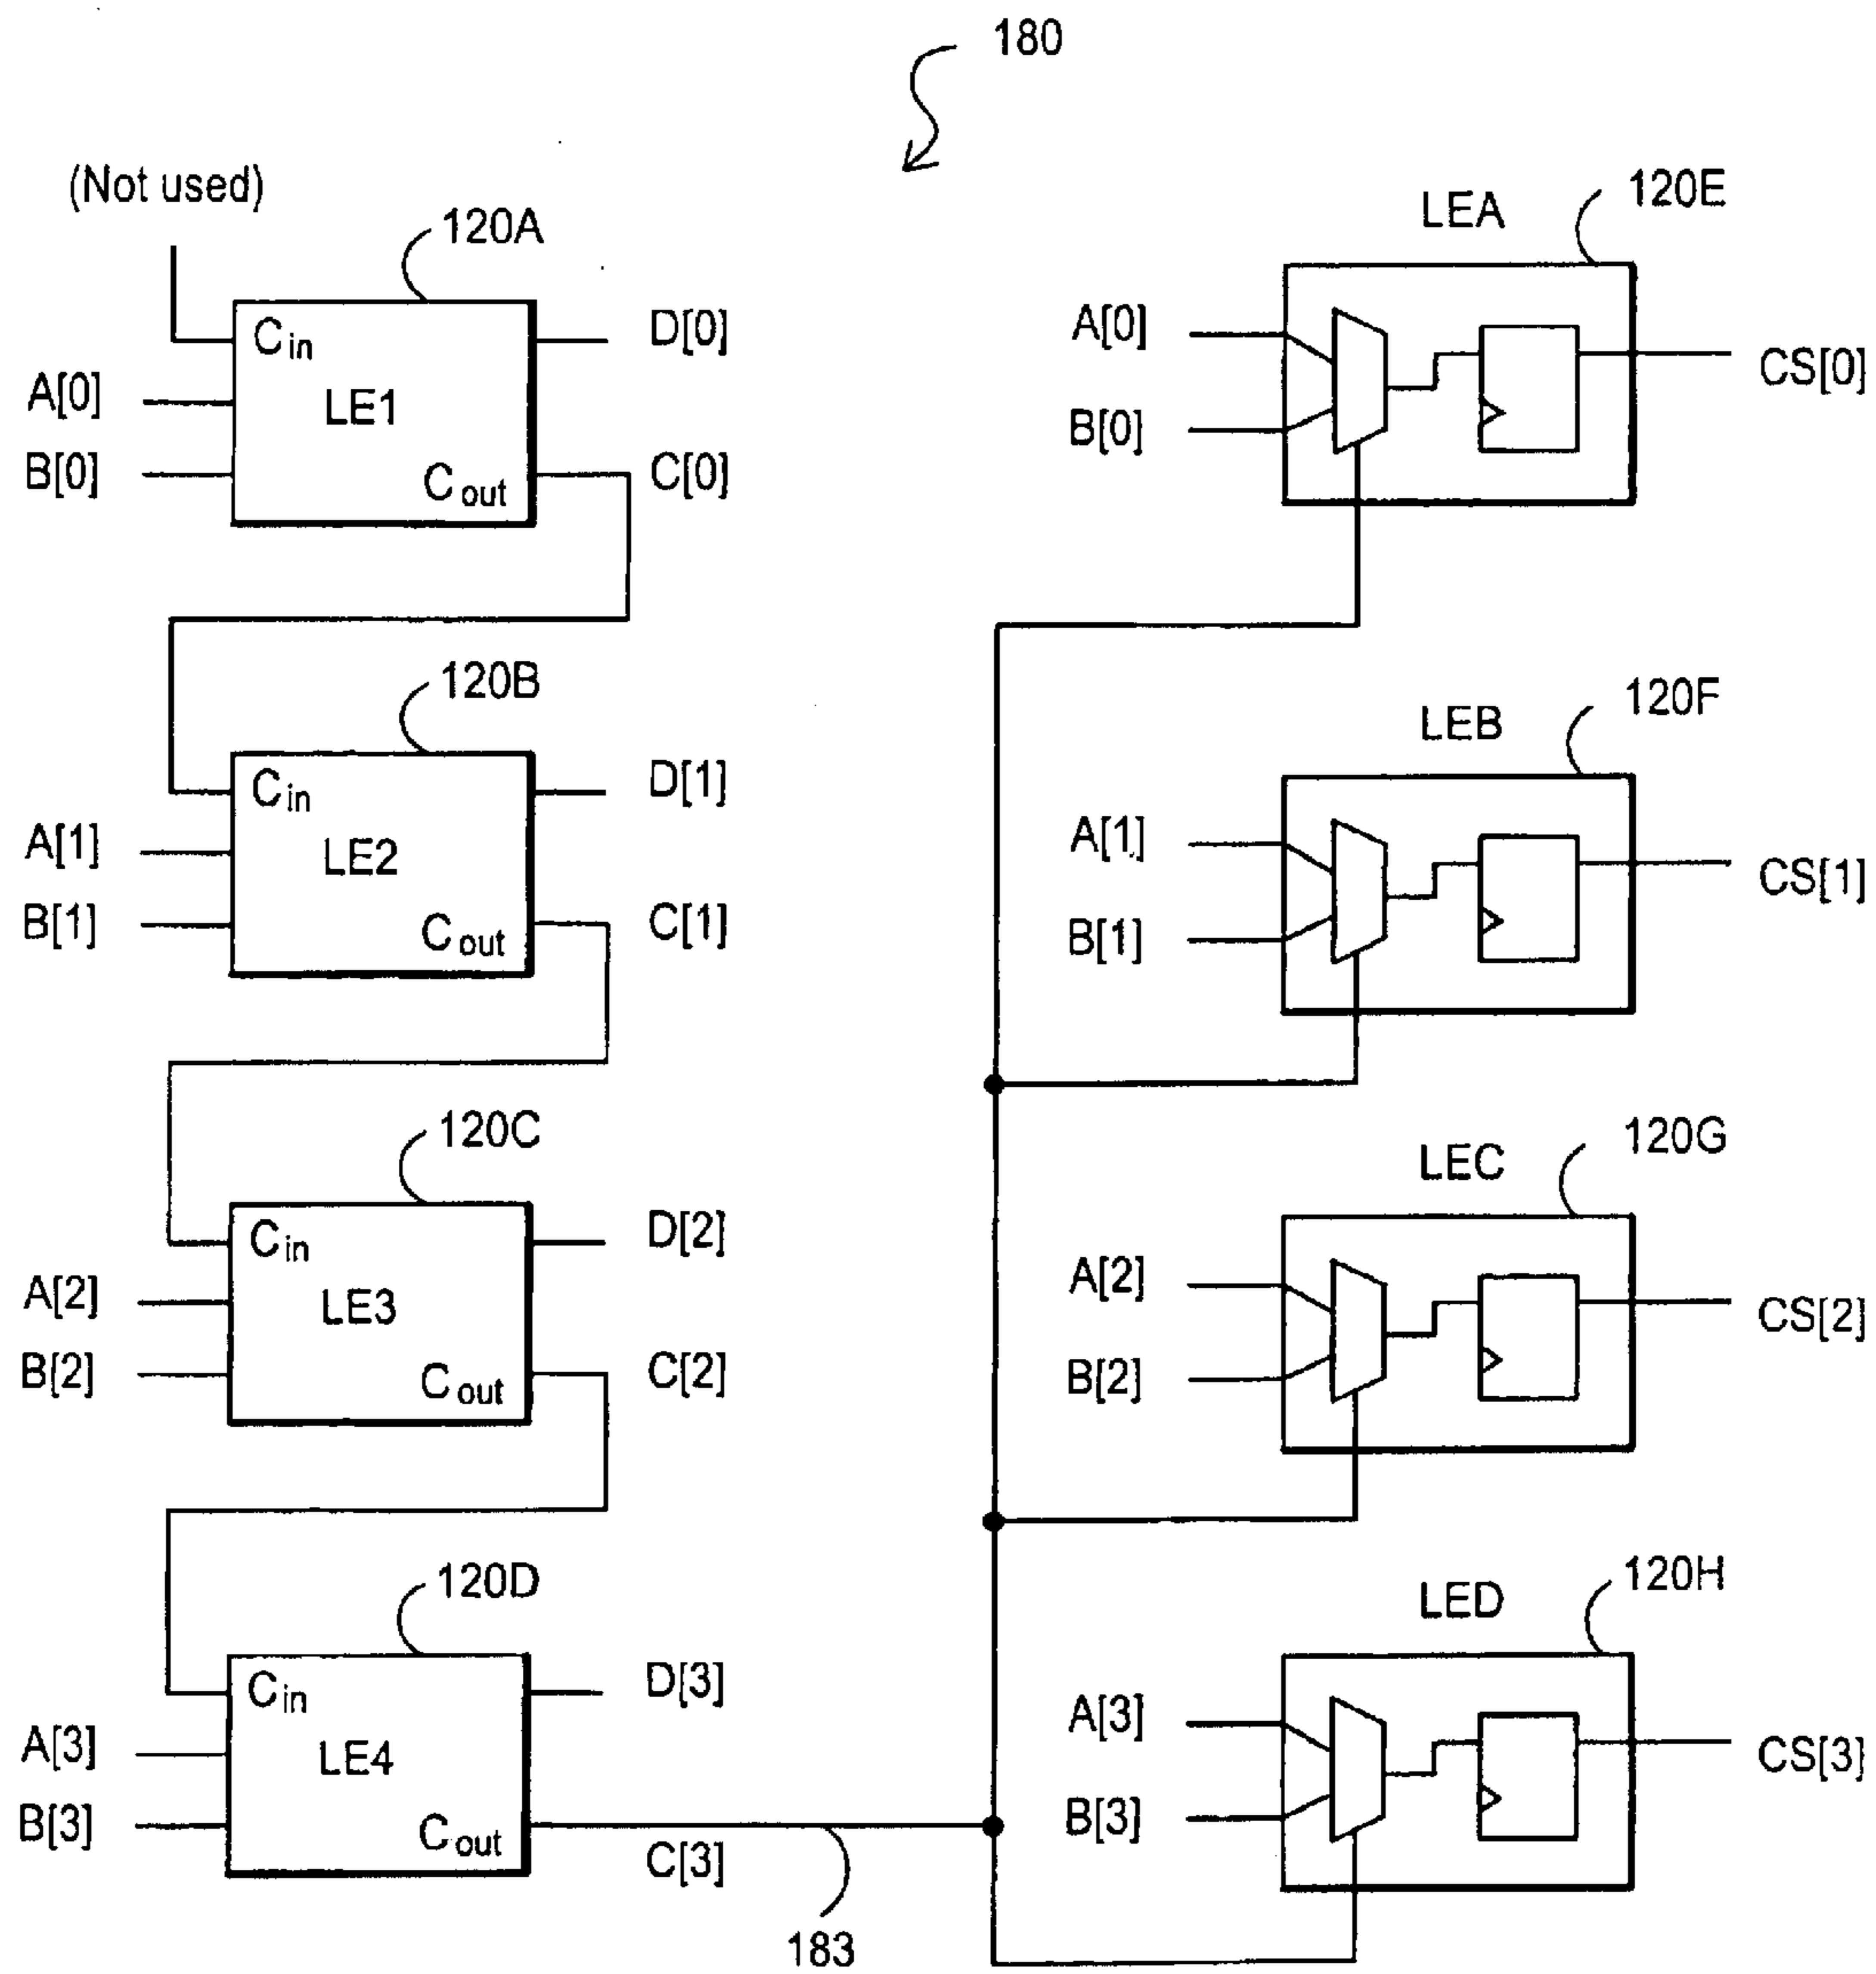 180
(Not used)
120A
Cin
A[0]
LE1
B[0]
Cout
D[0]
C[0]
120B
Cin
A[1]
LE2
B[1]
Cout
D[1]
C[1]
120C
Cin
A[2]
LE3
B[2]
Cout
D[2]
C[2]
120D
Cin
A[3]
LE4
B[3]
Cout
D[3]
C[3]
183
LEA
120E
A[0]
B[0]
CS[0]
LEB
120F
A[1]
B[1]
CS[1]
LEC
120G
A[2]
B[2]
CS[2]
LED
120H
A[3]
B[3]
CS[3]